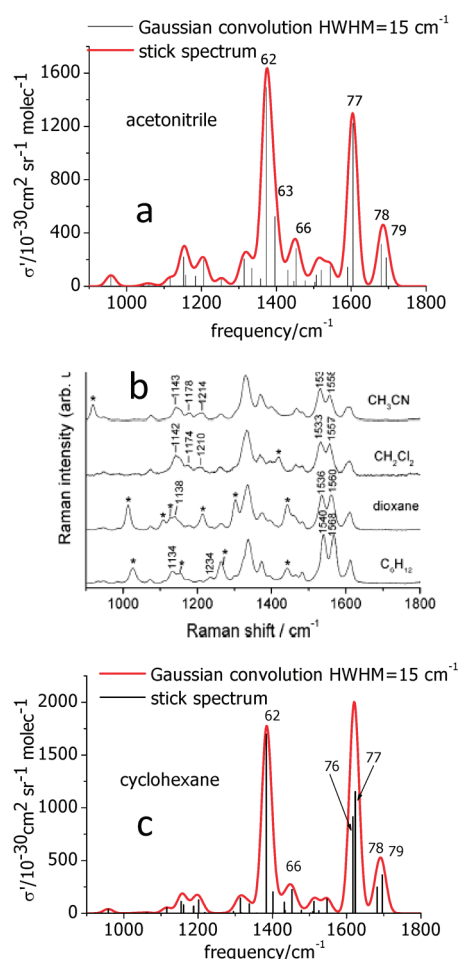 Gaussian convolution HWHM=15 cm⁻¹
stick spectrum
62
1600
77
1200
acetonitrile
a
63
800
78
66
79
400
0
σ'/10⁻³⁰cm² sr⁻¹ molec⁻¹
1000 1200 1400 1600 1800
frequency/cm⁻¹
b
Raman intensity (arb. u
1143
1178
1214
153
1558
CH₃CN
*
1142
1174
1210
1533
1557
CH₂Cl₂
*
1138
1536
1560
dioxane
* * * * * *
1134
1234
1540
1568
C₆H₁₂
* * * *
1000 1200 1400 1600 1800
Raman shift / cm⁻¹
Gaussian convolution HWHM=15 cm⁻¹
stick spectrum
2000
62
77
76
1500
cyclohexane
1000
c
78
79
66
500
0
σ'/10⁻³⁰cm² sr⁻¹ molec⁻¹
1000 1200 1400 1600 1800
frequency/cm⁻¹